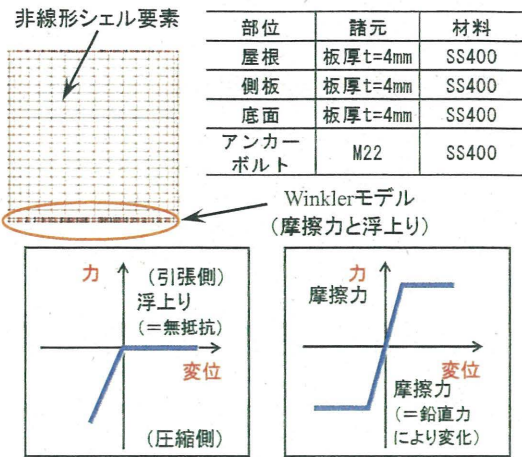 非線形シェル要素
部位 諸元 材料
屋根 板厚t=4mm SS400
側板 板厚t=4mm SS400
底面 板厚t=4mm SS400
アンカー
ボルト M22 SS400
Winklerモデル
(摩擦力と浮上り)
力 (引張側)
浮上り
(=無抵抗)
変位
(圧縮側)
力
摩擦力
変位
摩擦力
(=鉛直力
により変化)